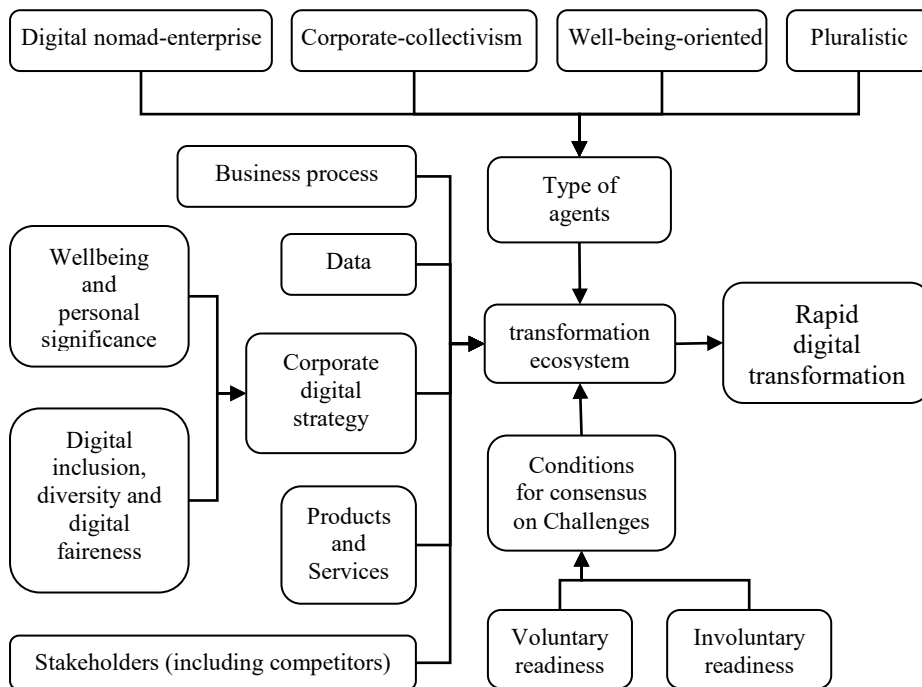 Digital nomad-enterprise
Corporate-collectivism
Well-being-oriented
Pluralistic
Business process
Type of
agents
Wellbeing
and
personal
significance
Data
transformation
ecosystem
Rapid
digital
transformation
Corporate
digital
strategy
Digital
inclusion,
diversity and
digital
faireness
Conditions
for consensus
on Challenges
Products
and
Services
Voluntary
readiness
Involuntary
readiness
Stakeholders (including competitors)